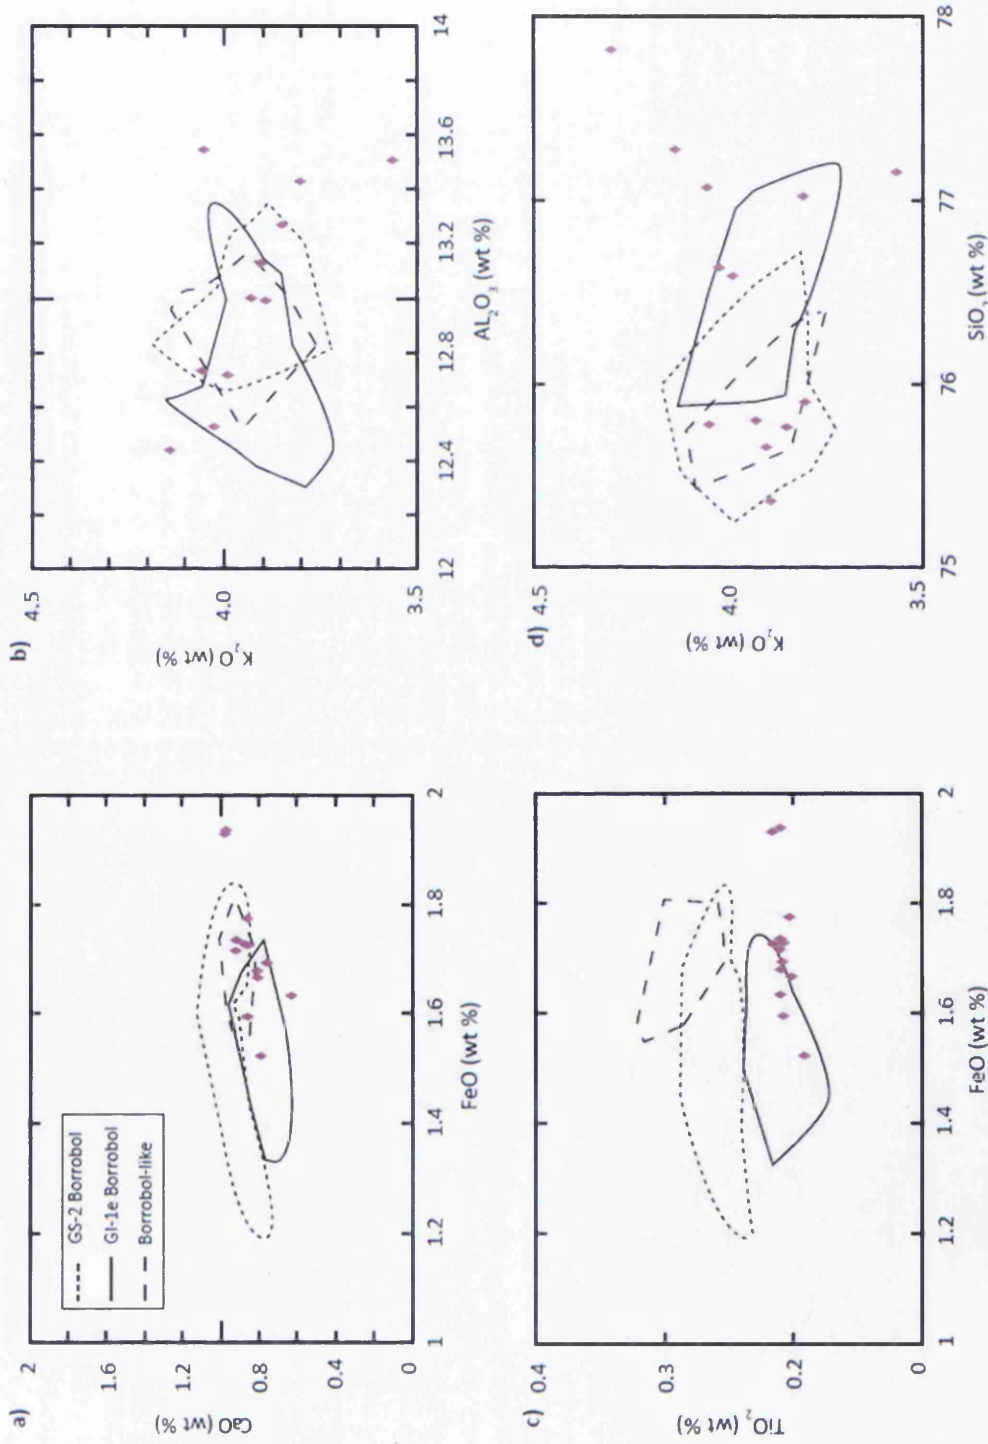 a)
2
1.6
1.2
0.8
0
CaO (wt %)
GS-2 Borrobol
GI-1e Borrobol
Borrobol-like
1
1.2
1.4
1.6
1.8
2
FeO (wt %)
b)
4.5
4.0
3.5
K2O (wt %)
12
12.4
12.8
13.2
13.6
14
AL2O3 (wt %)
c)
0.4
0.3
0.2
0
TiO2 (wt %)
1
1.2
1.4
1.6
1.8
2
FeO (wt %)
d)
4.5
4.0
3.5
K2O (wt %)
75
76
77
78
SiO2 (wt %)